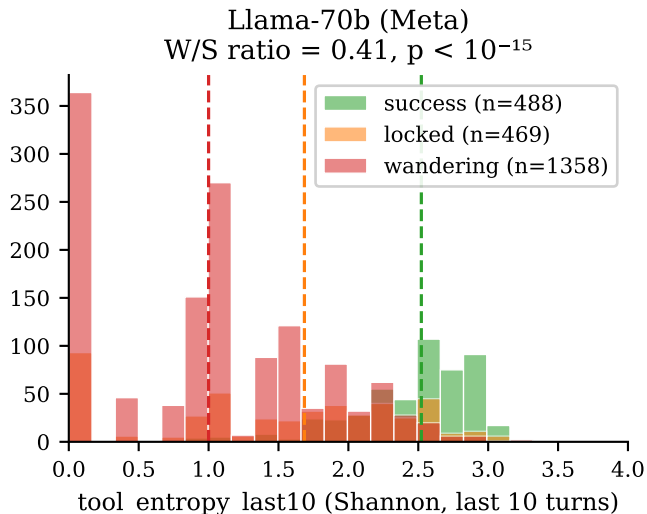 Llama-70b (Meta)
W/S ratio = 0.41, p < 10⁻¹⁵
350
300
250
200
150
100
50
0
success (n=488)
locked (n=469)
wandering (n=1358)
0.0 0.5 1.0 1.5 2.0 2.5 3.0 3.5 4.0
tool_entropy_last10 (Shannon, last 10 turns)